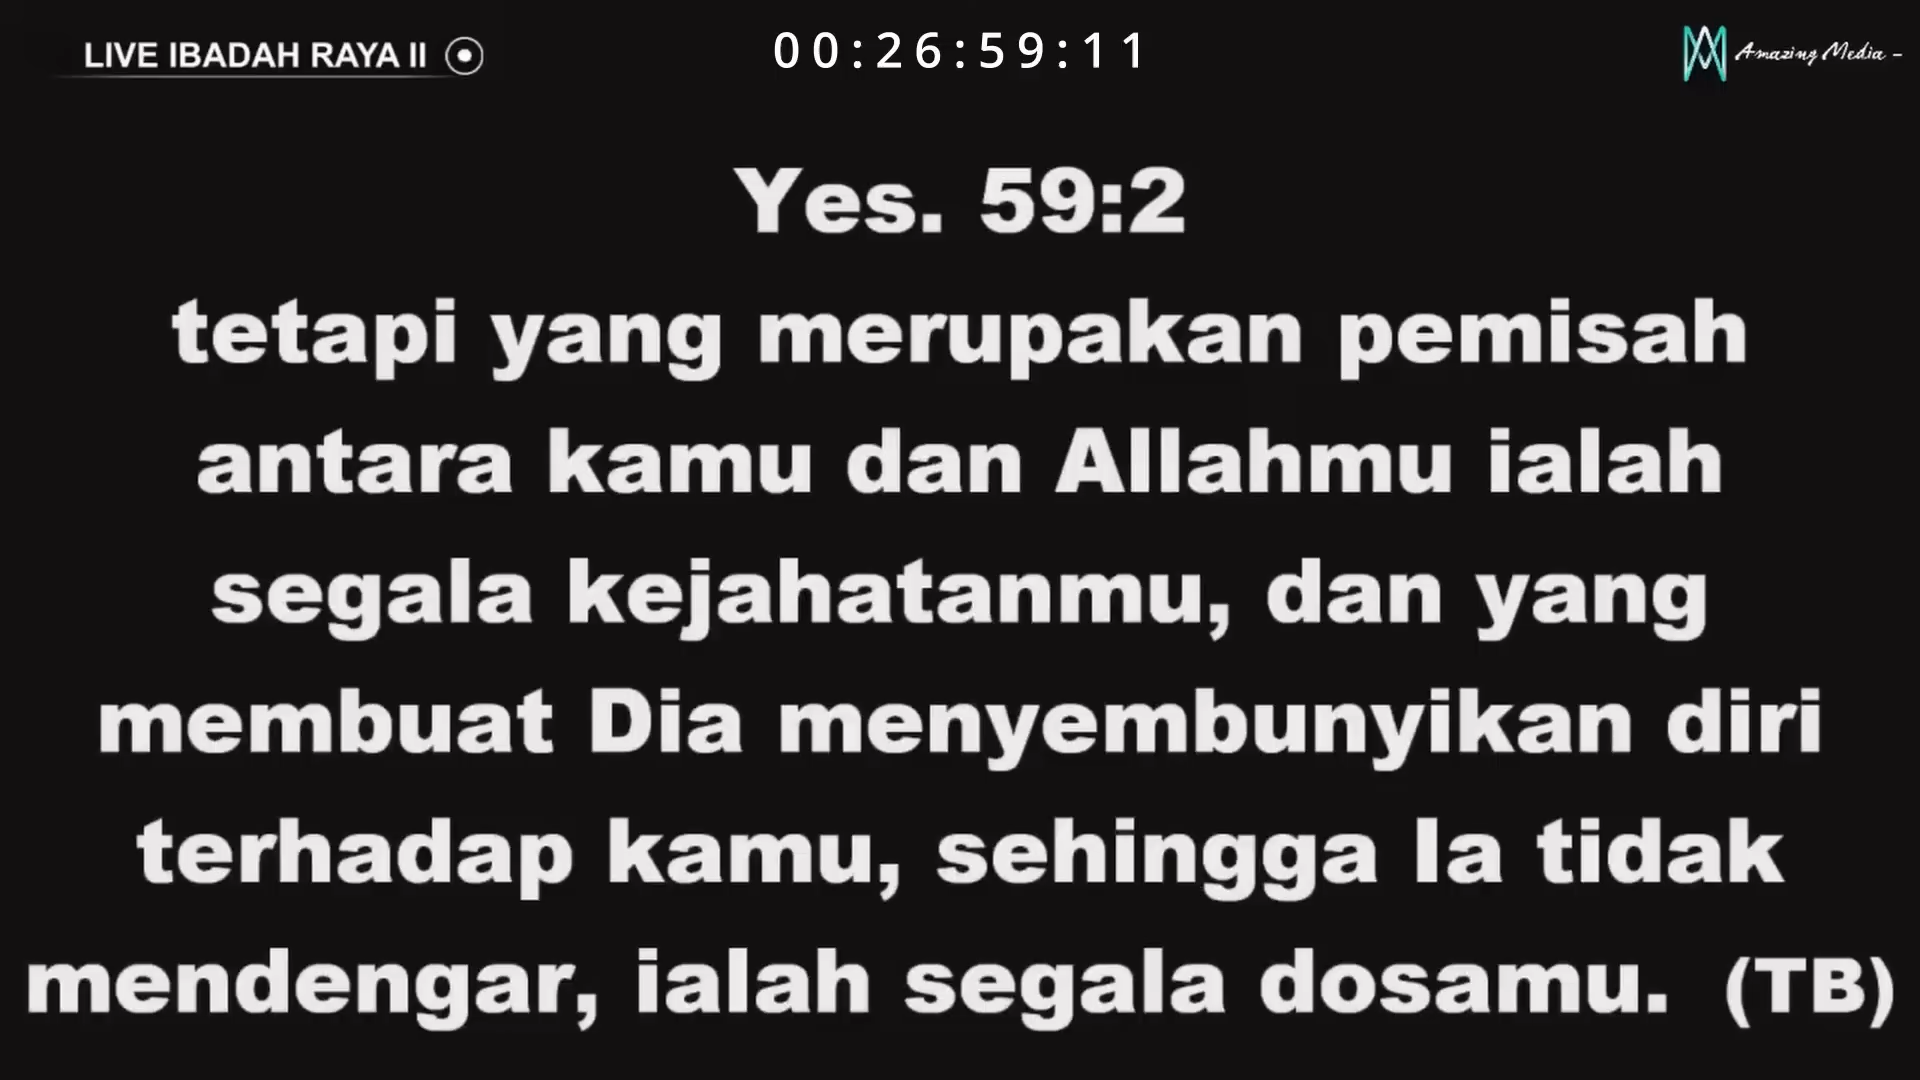 LIVE IBADAH RAYA II
00:26:59:11
Amazing Media -
Yes. 59:2
tetapi yang merupakan pemisah
antara kamu dan Allahmu ialah
segala kejahatanmu, dan yang
membuat Dia menyembunyikan diri
terhadap kamu, sehingga Ia tidak
mendengar, ialah segala dosamu. (TB)